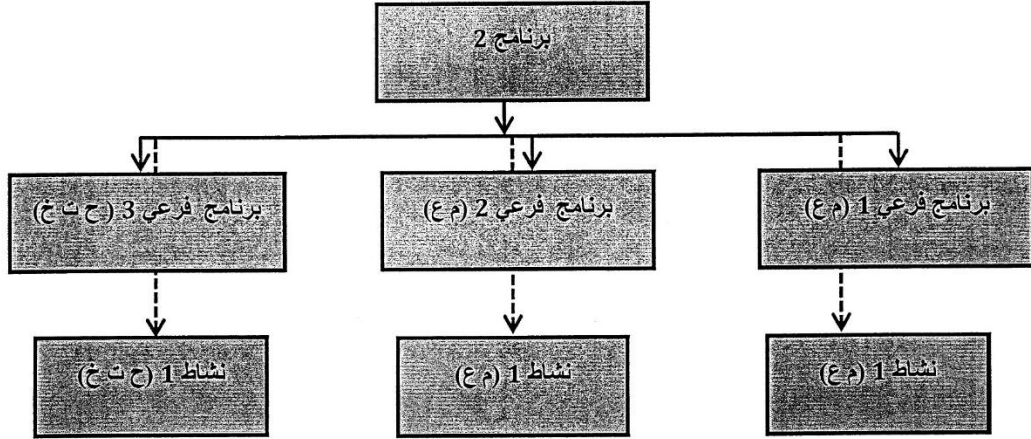 برنامج 2
برنامج فرعي 1 (م ع)
برنامج فرعي 2 (م ع)
برنامج فرعي 3 (ح ت خ)
نشاط 1 (م ع)
نشاط 1 (م ع)
نشاط 1 (ح ت خ)